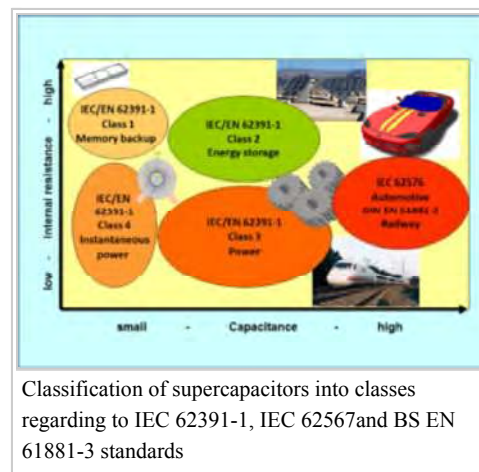 high
-
Internal resistance
-
low
IEC/EN 62391-1
Class 1
Memory backup
IEC/EN 62391-1
Class 2
Energy storage
IEC/EN
62391-1
Class 4
Instantaneous
power
IEC/EN 62391-1
Class 3
Power
IEC 62576
Automotive
EN 61881-3
Railway
small - Capacitance - high
Classification of supercapacitors into classes
regarding to IEC 62391-1, IEC 62567and BS EN
61881-3 standards